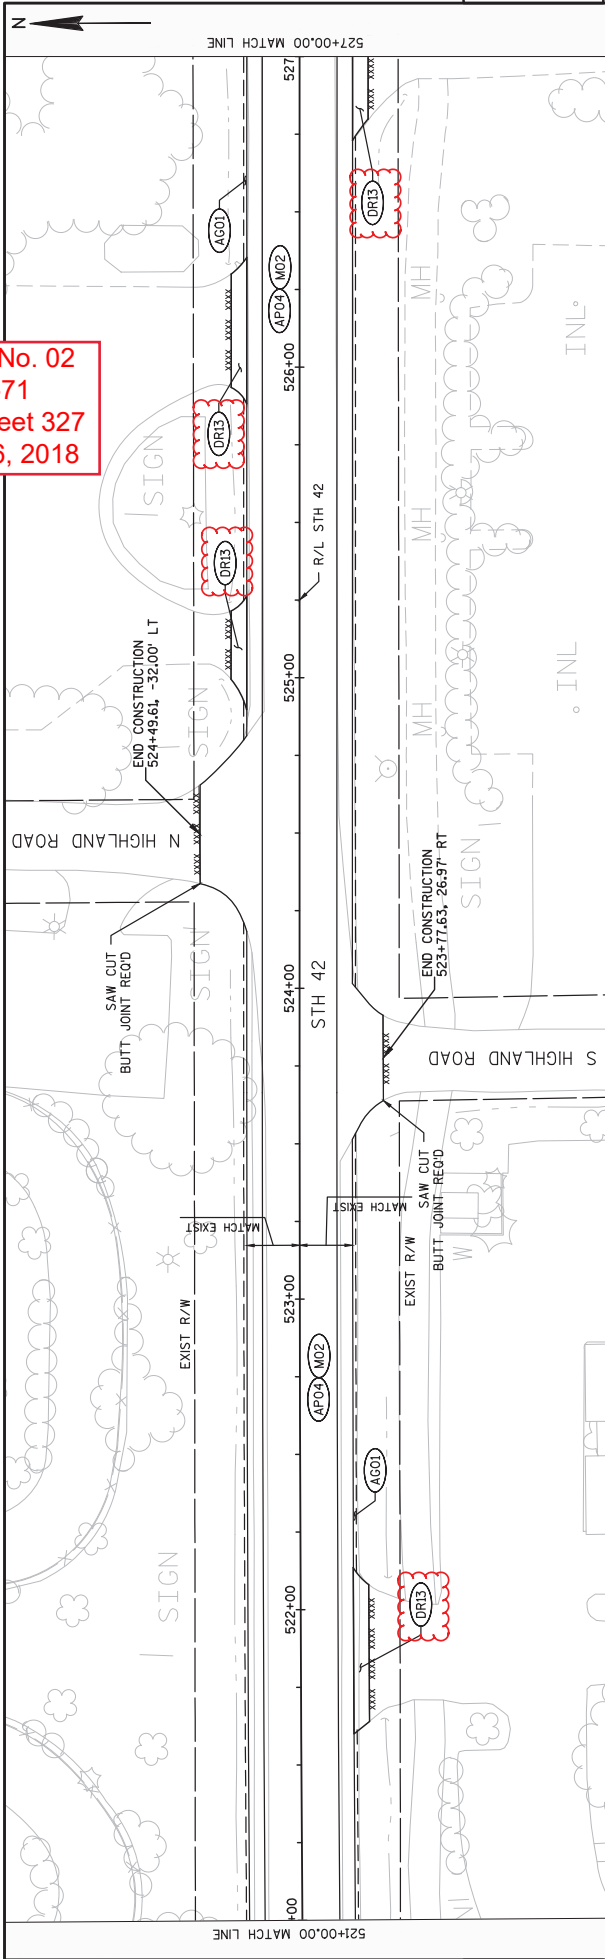 N
527+00.00 MATCH LINE
527
AG01
DR13
AP04 M02
MH
INL
526+00
No. 02
71
eet 327
6, 2018
DR13
SIGN
DR13
R/L STH 42
MH
END CONSTRUCTION
524+49.61, -32.00' LT
525+00
SIGN
INL
MH
N HIGHLAND ROAD
SIGN
SAW CUT
BUTT JOINT REQ'D
SIGN
524+00
STH 42
END CONSTRUCTION
523+77.63, 26.97' RT
S HIGHLAND ROAD
MATCH EXIST
MATCH EXIST
SAW CUT
BUTT JOINT REQ'D
W
EXIST R/W
523+00
EXIST R/W
AP04 M02
AG01
SIGN
522+00
DR13
+00
521+00.00 MATCH LINE